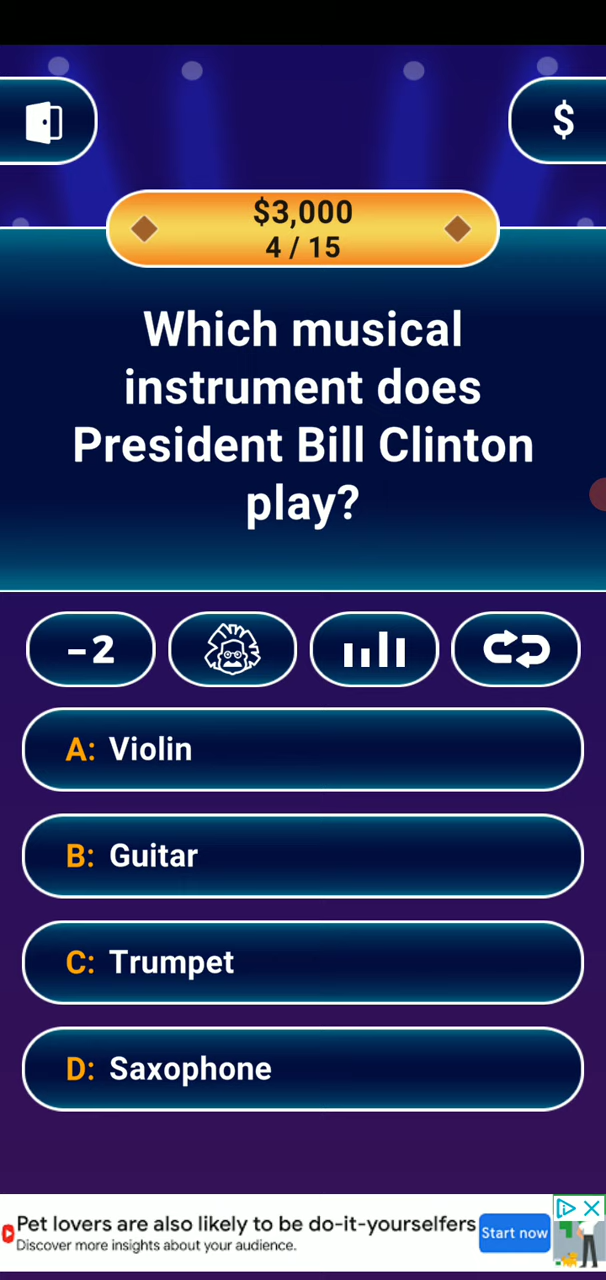 $
$3,000
4 / 15
Which musical
instrument does
President Bill Clinton
play?
-2
A: Violin
B: Guitar
C: Trumpet
D: Saxophone
Pet lovers are also likely to be do-it-yourselfers
Discover more insights about your audience.
Start now